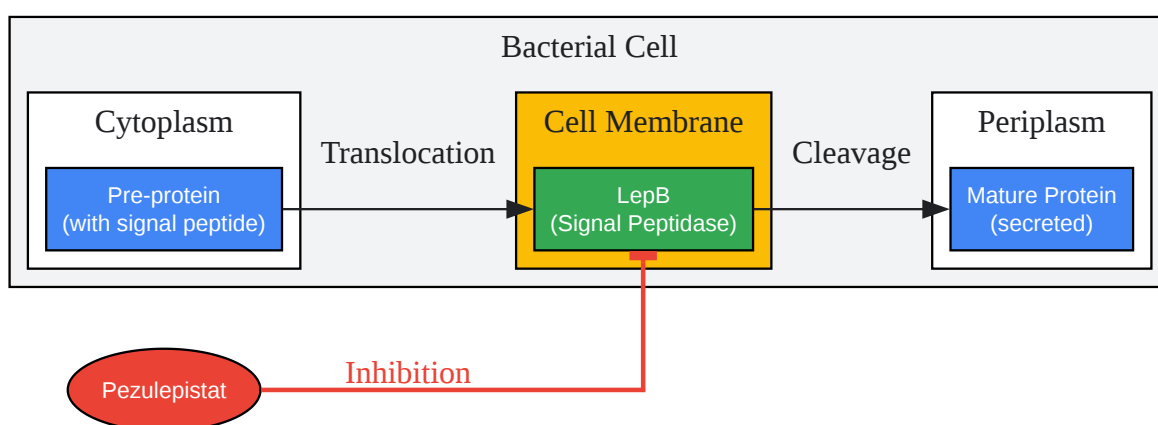 Bacterial Cell
Cytoplasm
Cell Membrane
Periplasm
Translocation
Cleavage
Pre-protein
(with signal peptide)
LepB
(Signal Peptidase)
Mature Protein
(secreted)
Inhibition
Pezulepistat